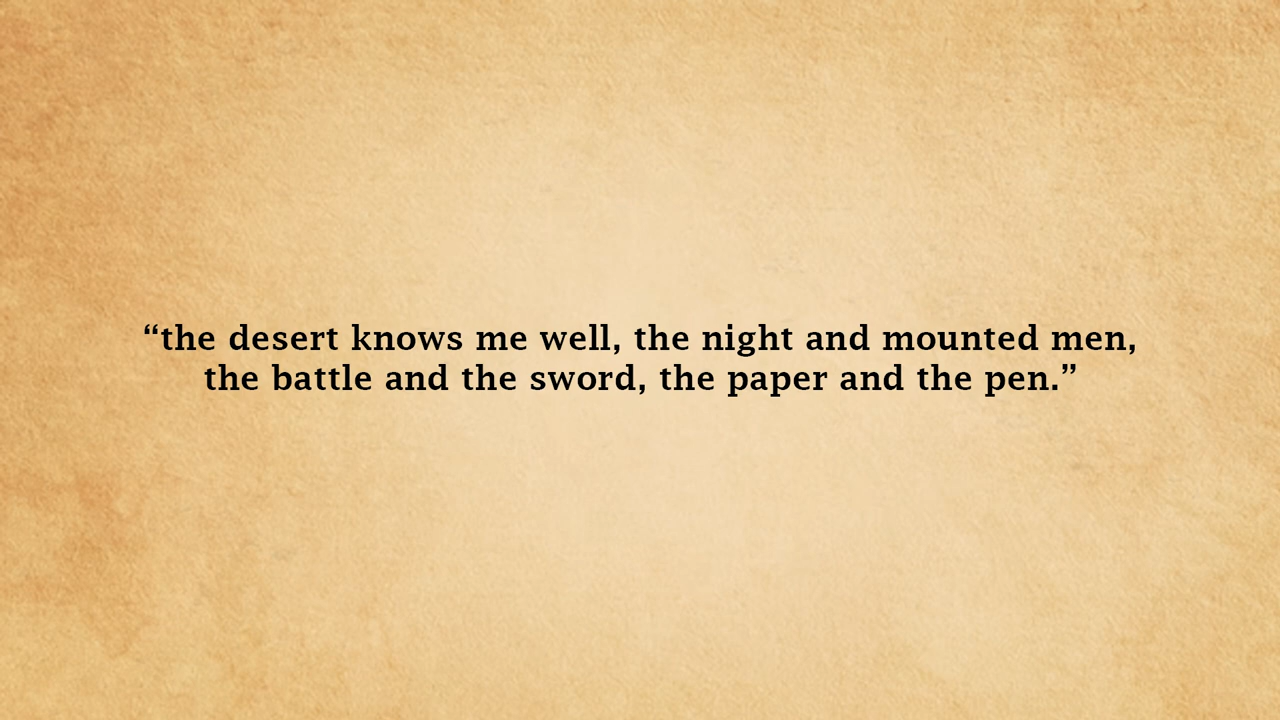 “the desert knows me well, the night and mounted men,
the battle and the sword, the paper and the pen.”